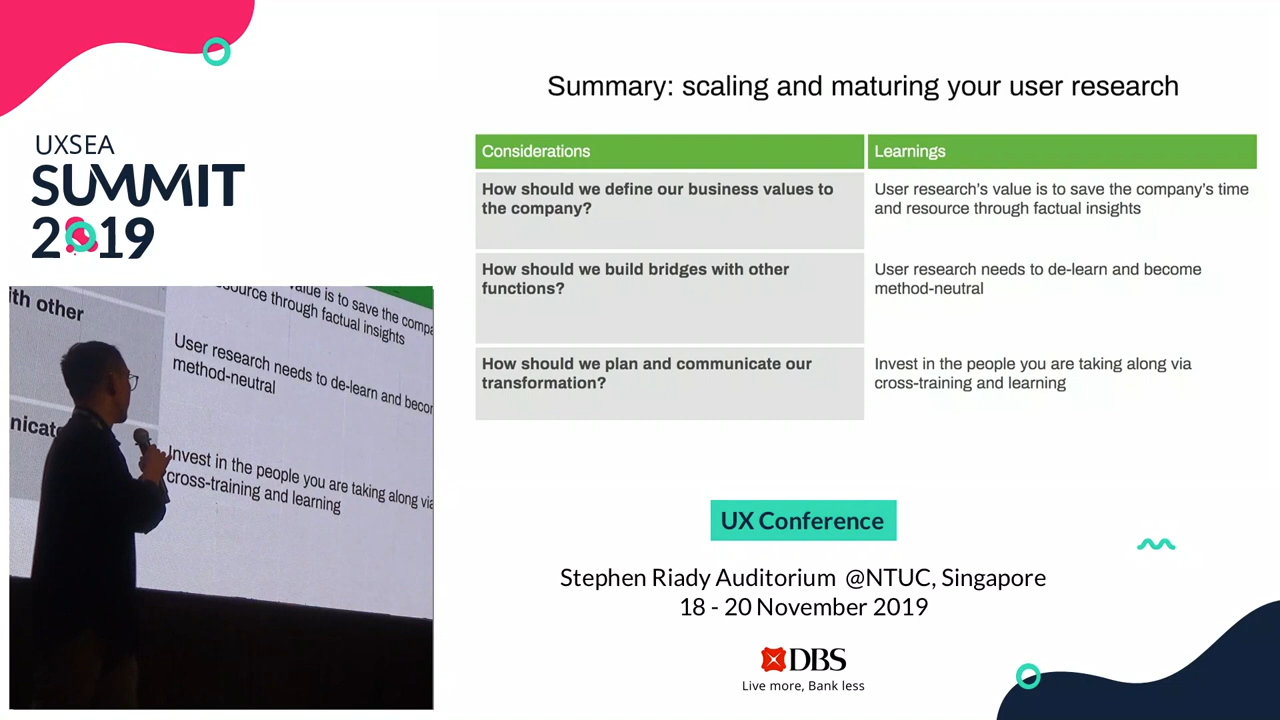 UXSEA
SUMMIT
2019
Summary: scaling and maturing your user research
Considerations
Learnings
How should we define our business values to
the company?
User research's value is to save the company's time
and resource through factual insights
How should we build bridges with other
functions?
User research needs to de-learn and become
method-neutral
How should we plan and communicate our
transformation?
Invest in the people you are taking along via
cross-training and learning
ith other
nicate
value is to save the compa
source through factual insights
User research needs to de-learn and becom
method-neutral
Invest in the people you are taking along via
cross-training and learning
UX Conference
Stephen Riady Auditorium @NTUC, Singapore
18 - 20 November 2019
DBS
Live more, Bank less